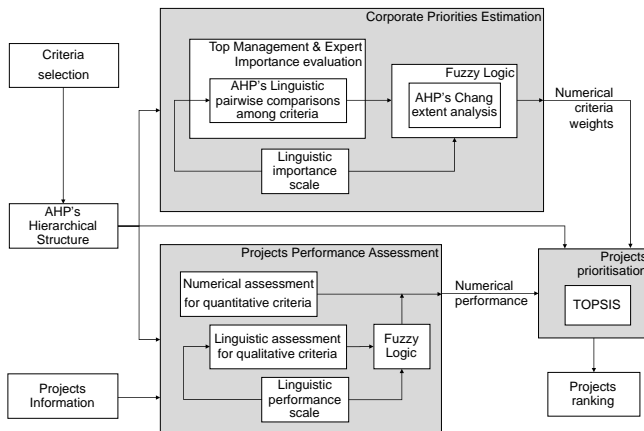 Corporate Priorities Estimation
Criteria
selection
Top Management & Expert
Importance evaluation
AHP's Linguistic
pairwise comparisons
among criteria
Fuzzy Logic
AHP's Chang
extent analysis
Numerical
criteria
weights
Linguistic
importance
scale
AHP's
Hierarchical
Structure
Projects Performance Assessment
Numerical assessment
for quantitative criteria
Numerical
performance
Projects
prioritisation
TOPSIS
Linguistic assessment
for qualitative criteria
Fuzzy
Logic
Projects
Information
Linguistic
performance
scale
Projects
ranking